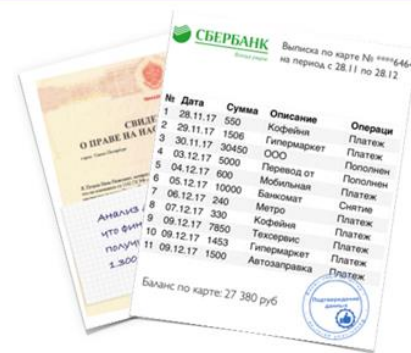 СБЕРБАНК
Всегда рядом
Выписка по карте № ****6464
на период с 28.11 по 28.12
№ Дата Сумма Описание Операци
1 28.11.17 550 Кофейня Платеж
2 29.11.17 1506 Гипермаркет Платеж
3 30.11.17 30450 ООО Пополнен
4 03.12.17 5000 Перевод от Пополнен
5 04.12.17 600 Мобильная Платеж
6 05.12.17 10000 Банкомат Снятие
7 06.12.17 240 Метро Платеж
8 07.12.17 330 Кофейня Платеж
9 09.12.17 7850 Техсервис Платеж
10 09.12.17 1453 Гипермаркет Платеж
11 09.12.17 1500 Автозаправка Платеж
Баланс по карте: 27 380 руб
Подтверждение
данных
СВИДЕ
О ПРАВЕ НА НАС
Анализ
что фин
получ
1.300